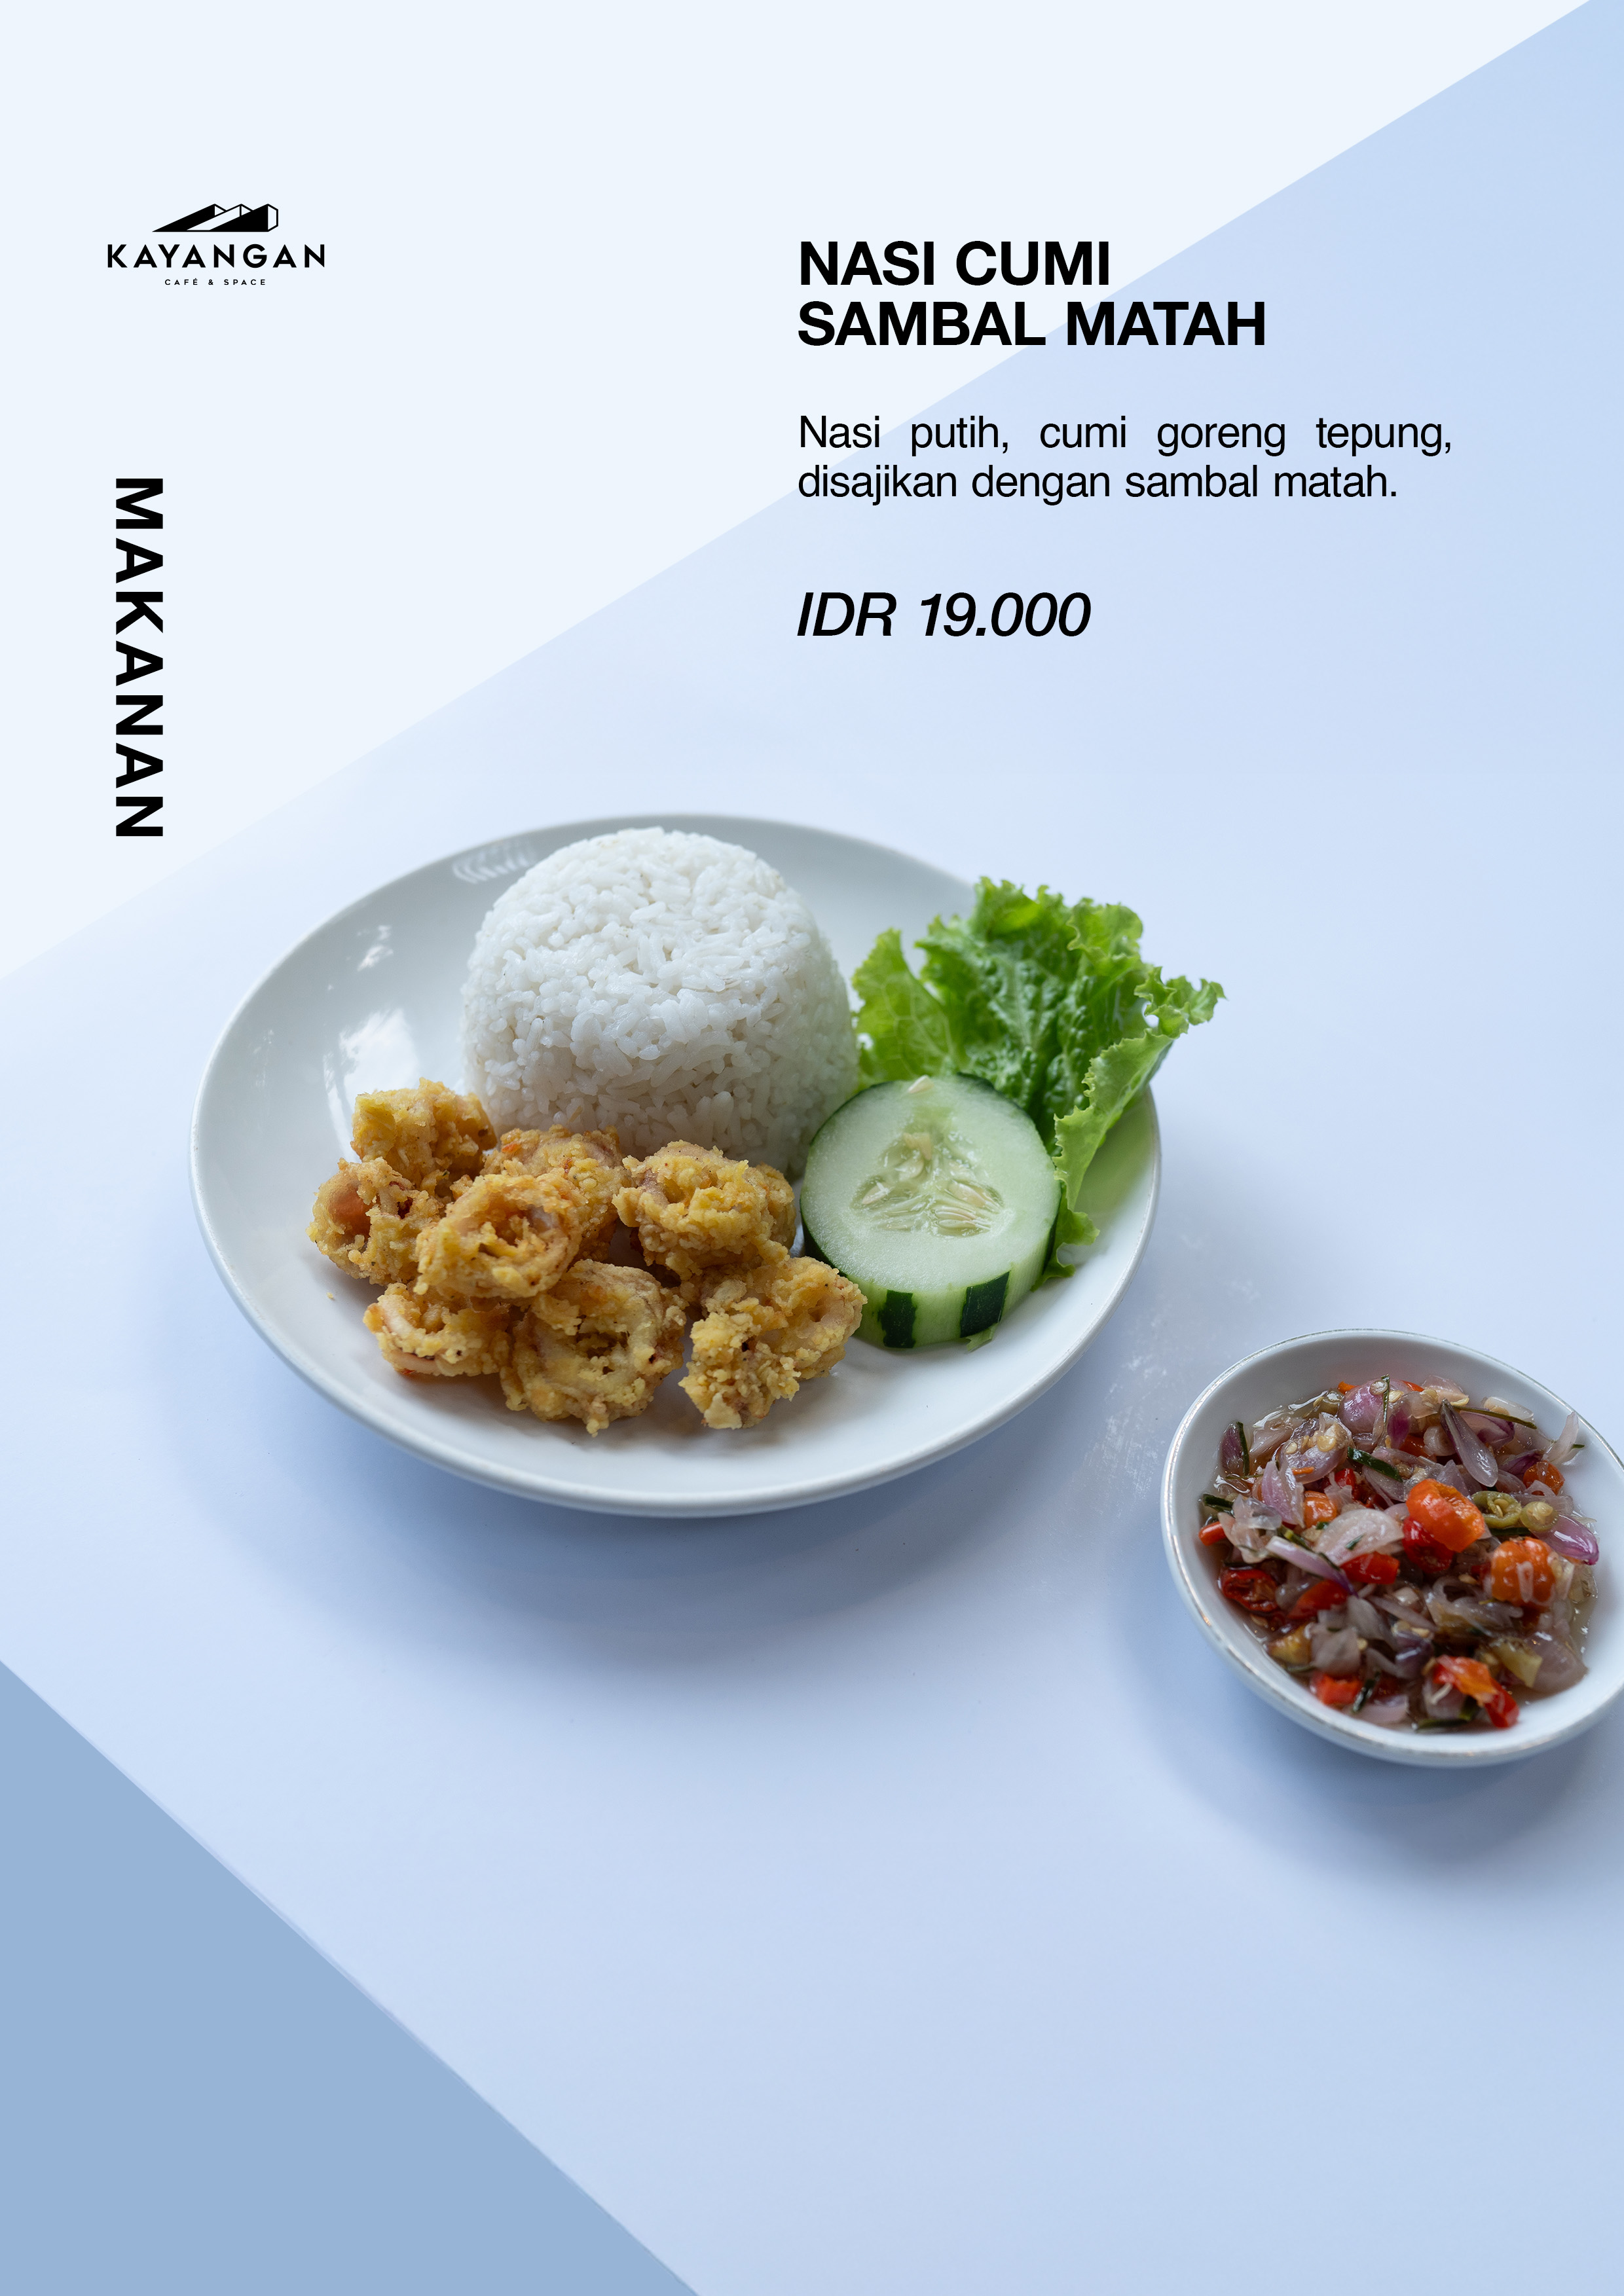 KAYANGAN
CAFÉ & SPACE
MAKANAN
NASI CUMI
SAMBAL MATAH
Nasi putih, cumi goreng tepung,
disajikan dengan sambal matah.
IDR 19.000